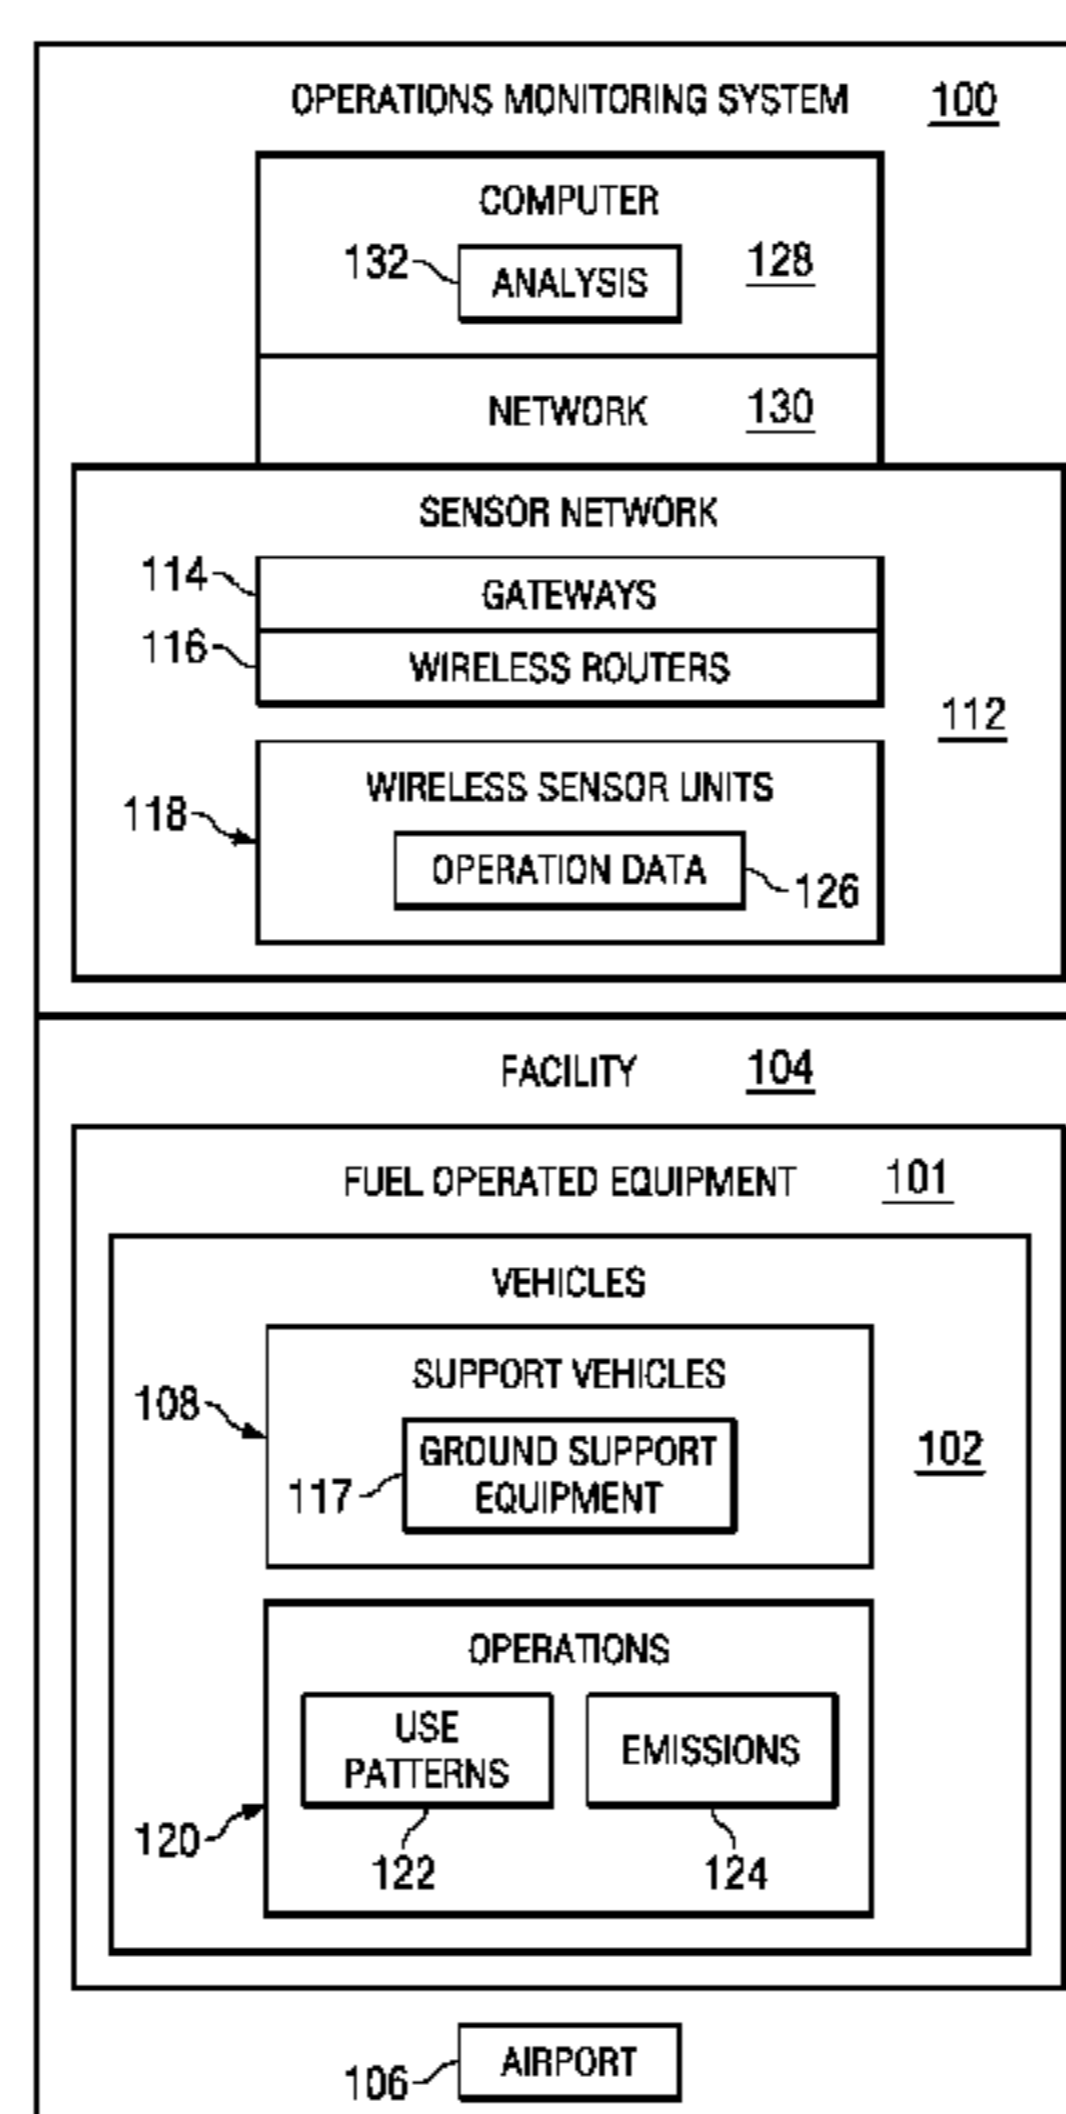 OPERATIONS MONITORING SYSTEM 100
COMPUTER
132 ANALYSIS 128
NETWORK 130
SENSOR NETWORK
114 GATEWAYS
116 WIRELESS ROUTERS
112
WIRELESS SENSOR UNITS
118
OPERATION DATA 126
FACILITY 104
FUEL OPERATED EQUIPMENT 101
VEHICLES
SUPPORT VEHICLES
108
GROUND SUPPORT 102
117 EQUIPMENT
OPERATIONS
USE
PATTERNS
EMISSIONS
120
122 124
106 AIRPORT